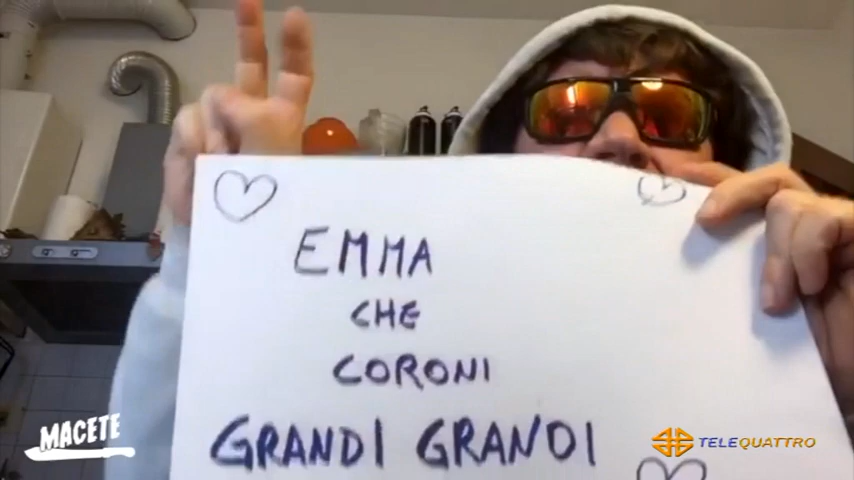 EMMA
CHE
CORONI
GRANDI GRANDI
MACETE
TELEQUATTRO